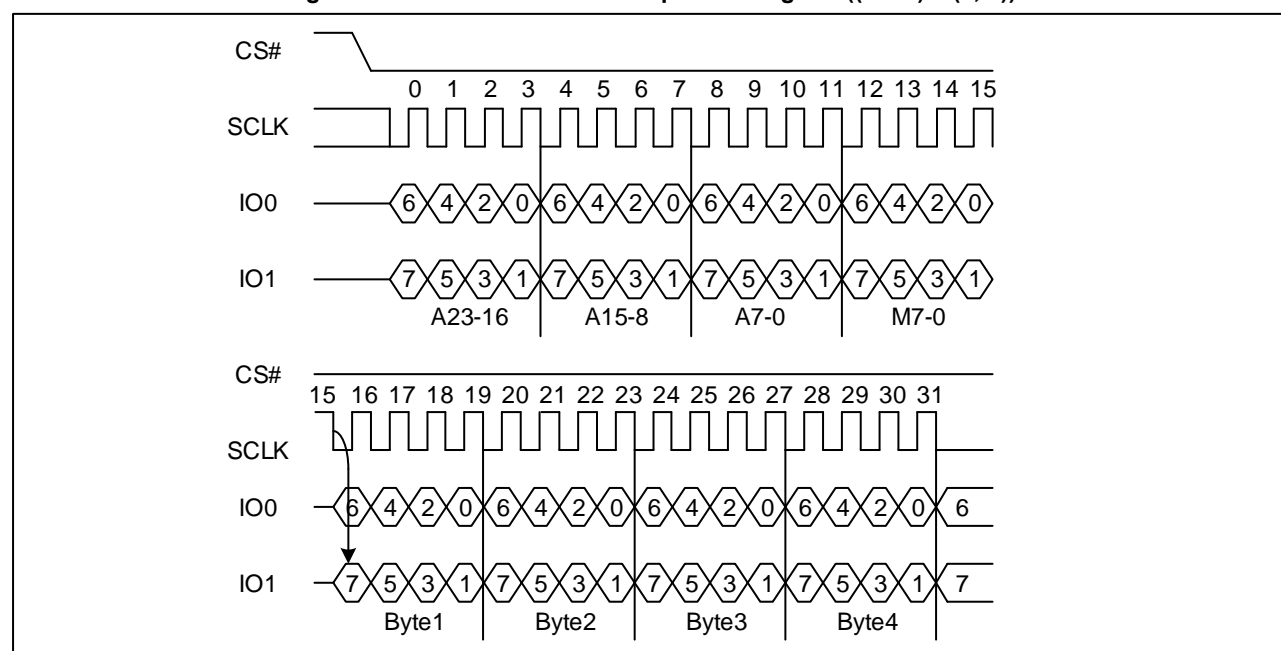 CS#
0 1 2 3 4 5 6 7 8 9 10 11 12 13 14 15
SCLK
IO0 6 4 2 0 6 4 2 0 6 4 2 0 6 4 2 0
IO1 7 5 3 1 7 5 3 1 7 5 3 1 7 5 3 1
A23-16 A15-8 A7-0 M7-0
CS#
15 16 17 18 19 20 21 22 23 24 25 26 27 28 29 30 31
SCLK
IO0 6 4 2 0 6 4 2 0 6 4 2 0 6 4 2 0 6
IO1 7 5 3 1 7 5 3 1 7 5 3 1 7 5 3 1 7
Byte1 Byte2 Byte3 Byte4